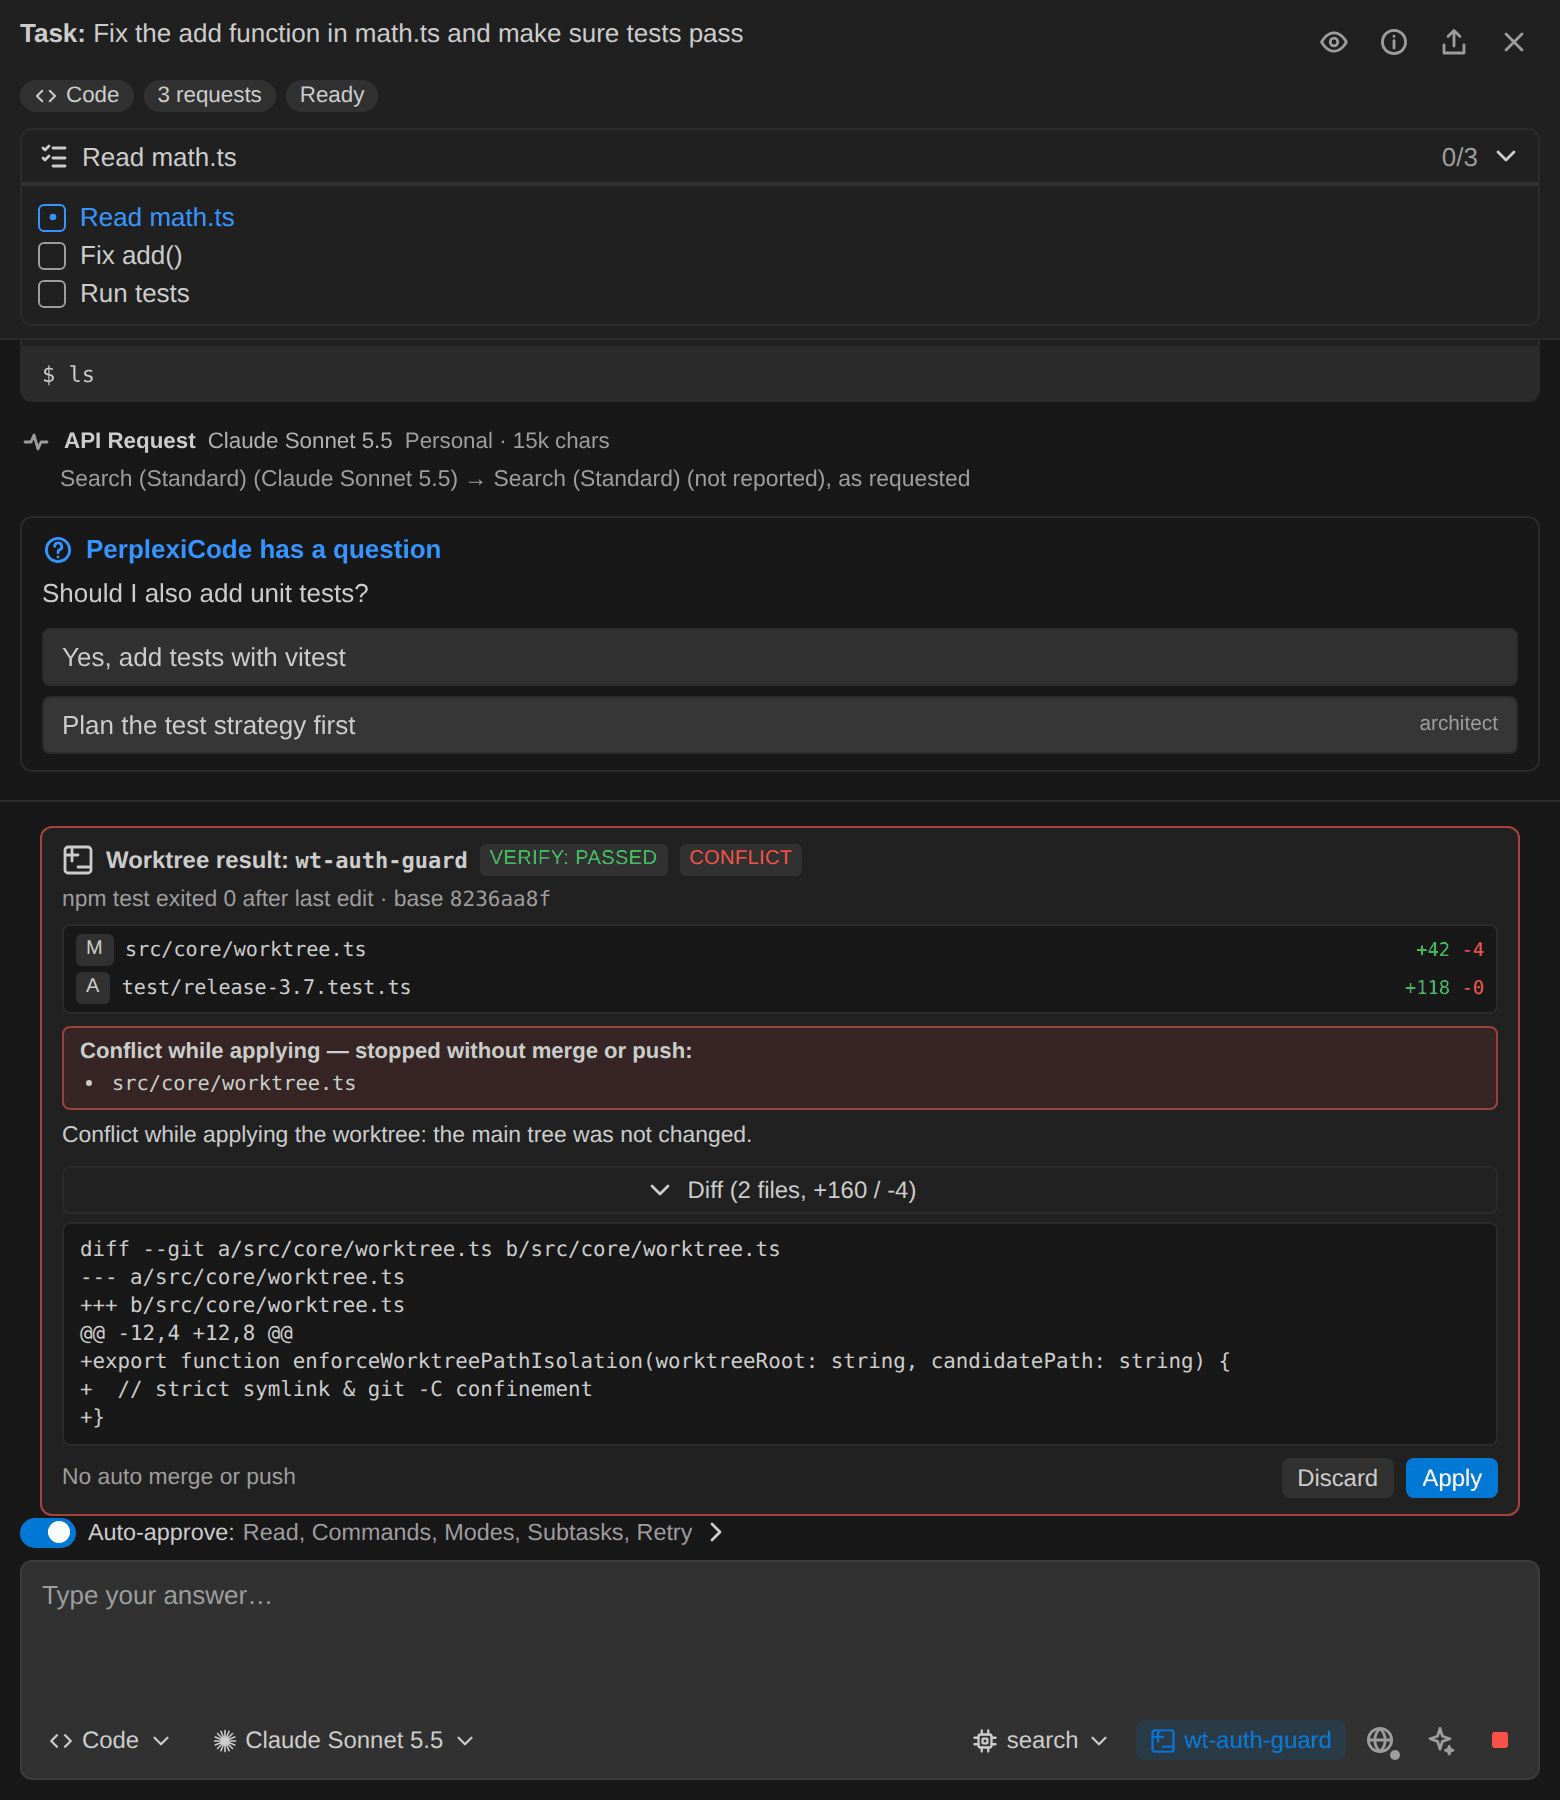 Task: Fix the add function in math.ts and make sure tests pass
Code
3 requests
Ready
Read math.ts
0/3
Read math.ts
Fix add()
Run tests
$ ls
API Request Claude Sonnet 5.5 Personal · 15k chars
Search (Standard) (Claude Sonnet 5.5) → Search (Standard) (not reported), as requested
PerplexiCode has a question
Should I also add unit tests?
Yes, add tests with vitest
Plan the test strategy first
architect
Worktree result: wt-auth-guard VERIFY: PASSED CONFLICT
npm test exited 0 after last edit · base 8236aa8f
M src/core/worktree.ts +42 -4
A test/release-3.7.test.ts +118 -0
Conflict while applying — stopped without merge or push:
• src/core/worktree.ts
Conflict while applying the worktree: the main tree was not changed.
Diff (2 files, +160 / -4)
diff --git a/src/core/worktree.ts b/src/core/worktree.ts
--- a/src/core/worktree.ts
+++ b/src/core/worktree.ts
@@ -12,4 +12,8 @@
+export function enforceWorktreePathIsolation(worktreeRoot: string, candidatePath: string) {
+  // strict symlink & git -C confinement
+}
No auto merge or push
Discard
Apply
Auto-approve: Read, Commands, Modes, Subtasks, Retry
Type your answer…
Code
Claude Sonnet 5.5
search
wt-auth-guard